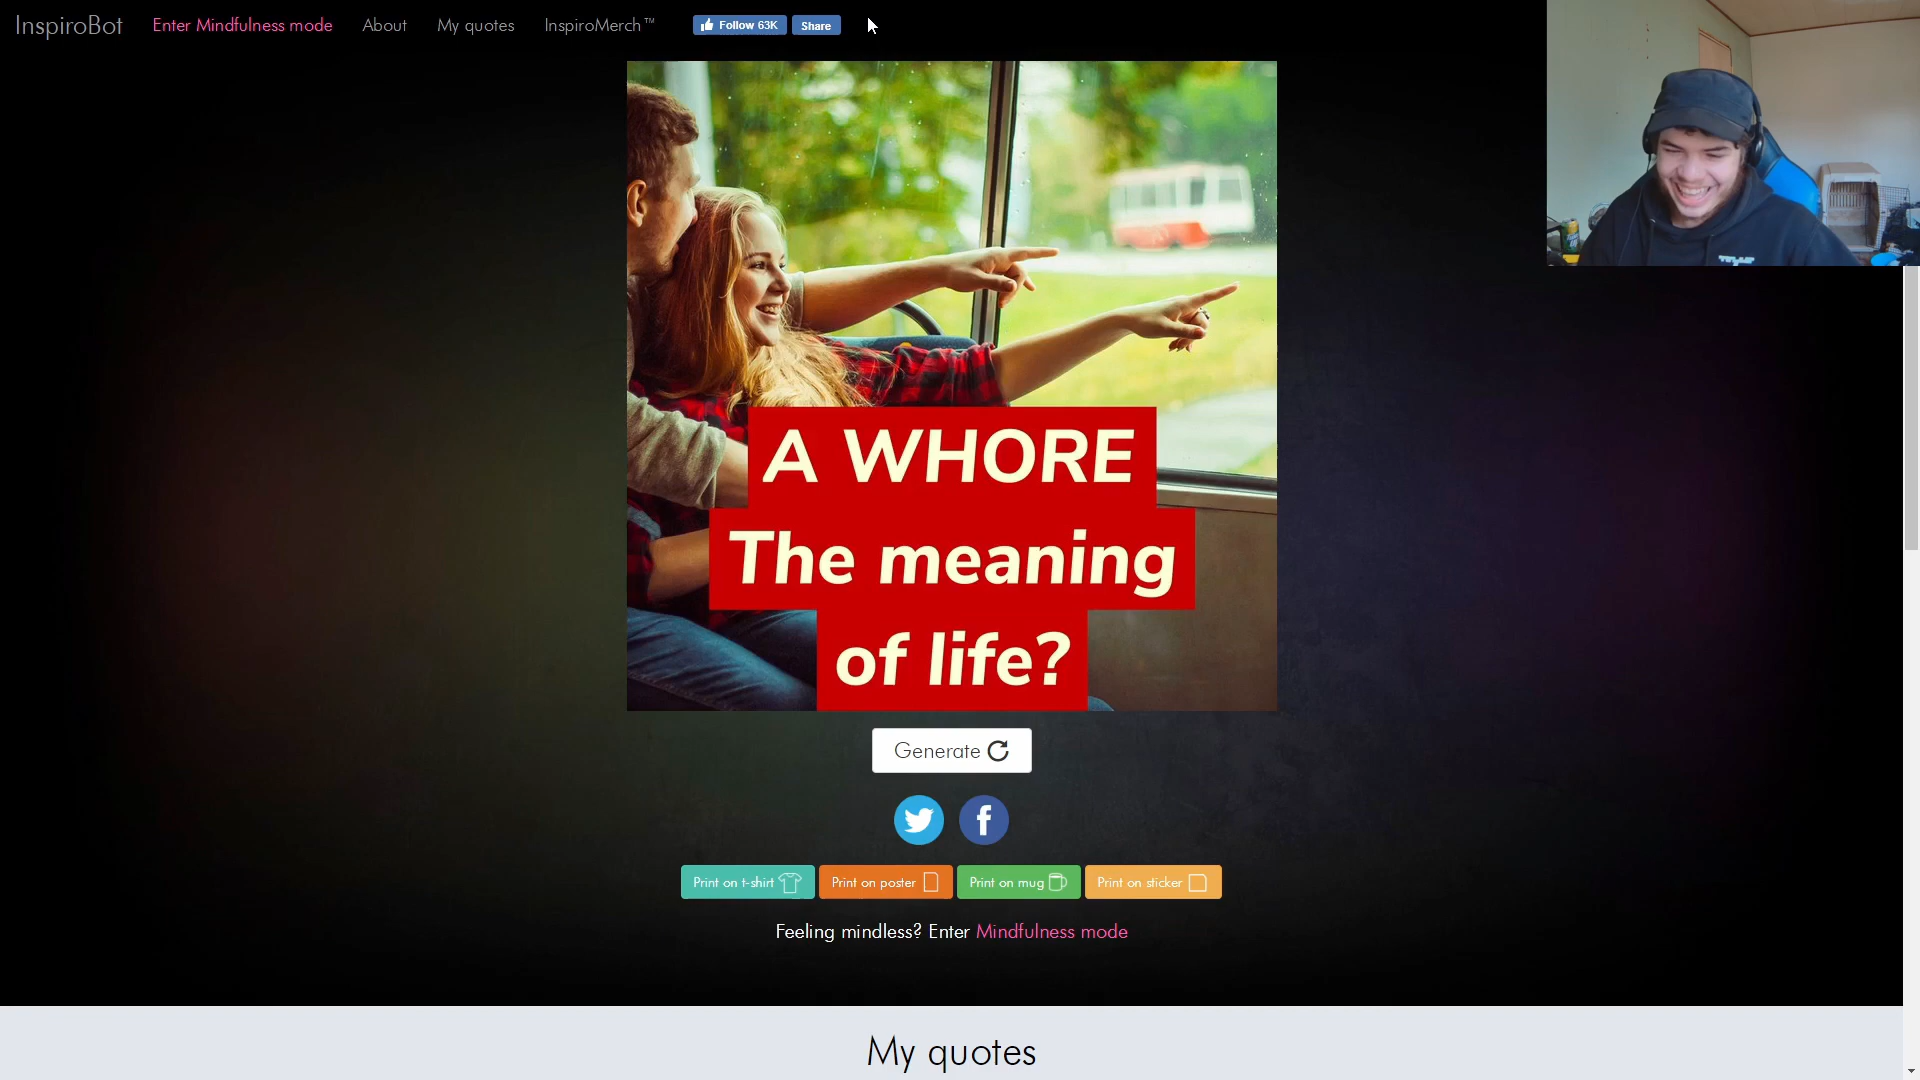 InspiroBot Enter Mindfulness mode About My quotes InspiroMerch™ Follow 63K Share
A WHORE
The meaning
of life?
Generate
Print on t-shirt Print on poster Print on mug Print on sticker
Feeling mindless? Enter Mindfulness mode
My quotes